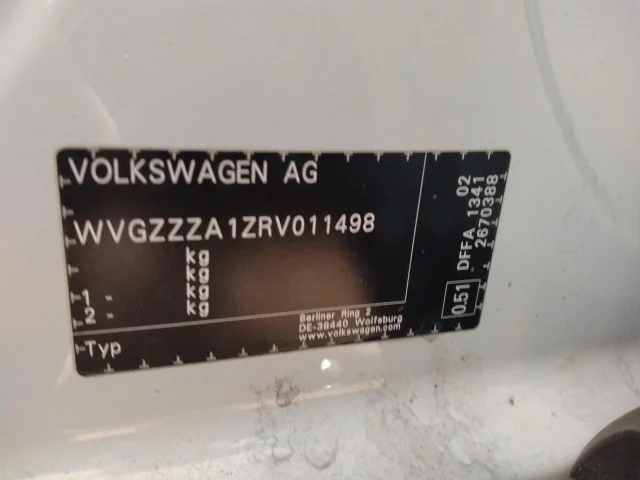 VOLKSWAGEN AG
WVGZZZA1ZRV011498
kg
kg
1 - kg
2 - kg
Berliner Ring 2
DE-38440 Wolfsburg
www.volkswagen.com
Typ
0.51
DFFA 1341 02
2670388